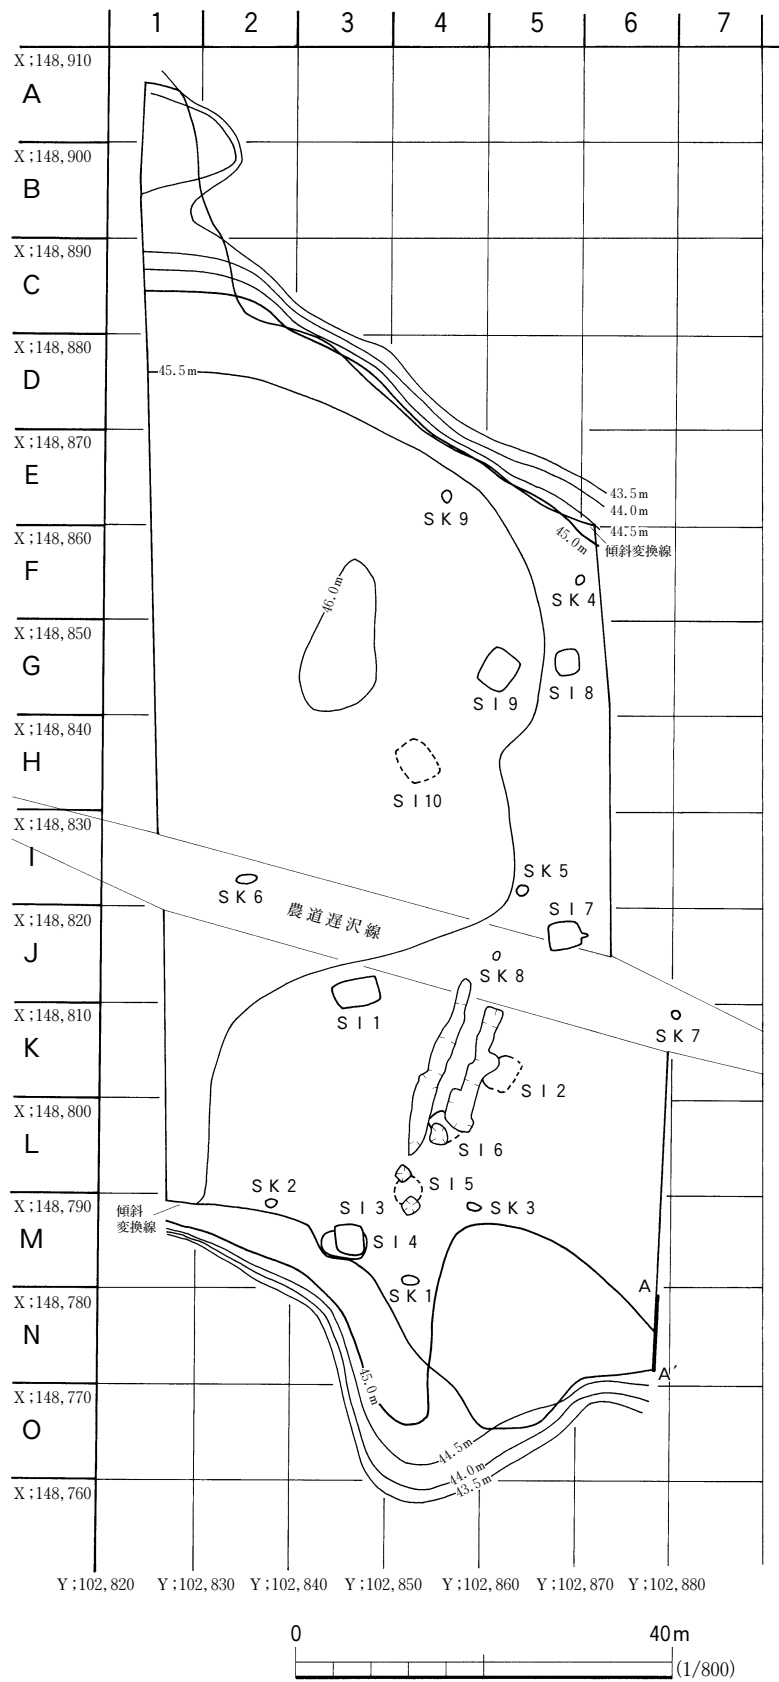 1 2 3 4 5 6 7
X;148,910
A
X;148,900
B
X;148,890
C
X;148,880
D
45.5m
X;148,870
E
43.5m
44.0m
44.5m
45.0m
傾斜変換線
SK9
X;148,860
F
SK4
46.0m
X;148,850
G
SI9
SI8
X;148,840
H
SI10
X;148,830
I
SK5
SK6
農道遅沢線
SI7
X;148,820
J
SK8
SI1
X;148,810
K
SK7
SI2
X;148,800
L
SI6
SI5
SK2
SK3
X;148,790
傾斜
変換線
SI3
M
SI4
SK1
A
X;148,780
N
A′
45.0m
X;148,770
O
44.5m
44.0m
43.5m
X;148,760
Y;102,820 Y;102,830 Y;102,840 Y;102,850 Y;102,860 Y;102,870 Y;102,880
0 40m
(1/800)